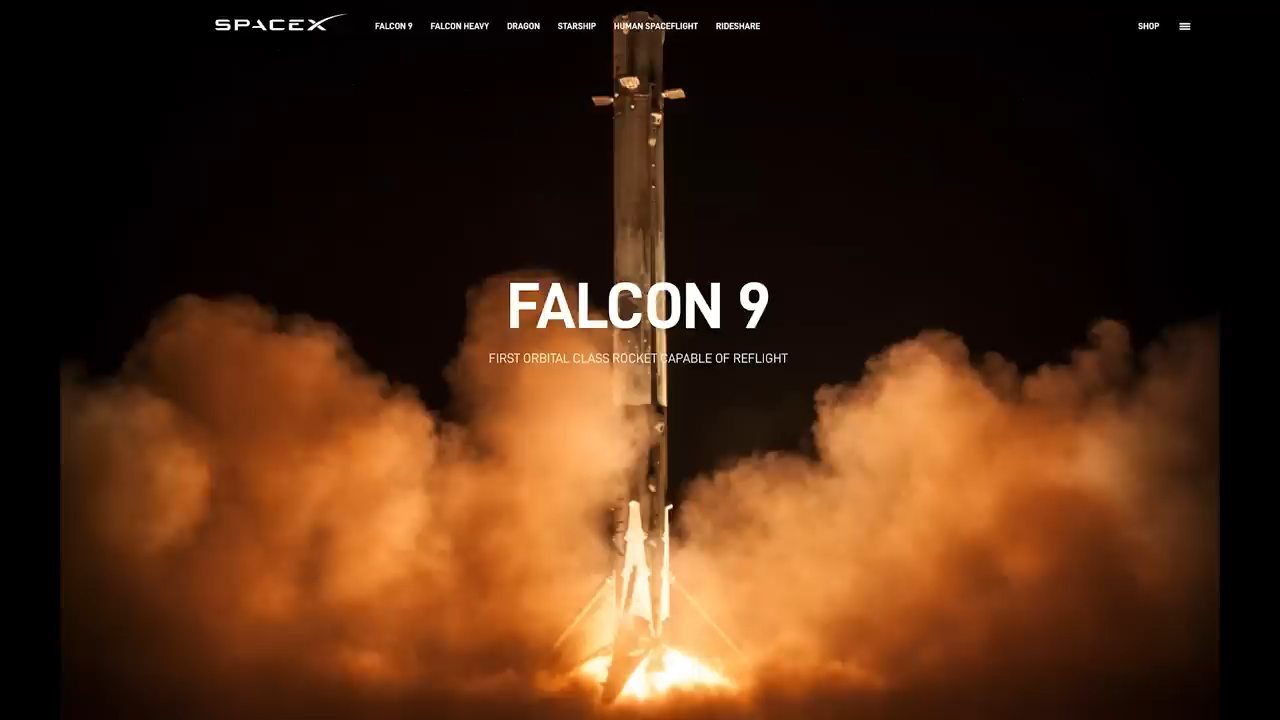 SPACEX FALCON 9 FALCON HEAVY DRAGON STARSHIP HUMAN SPACEFLIGHT RIDESHARE SHOP
FALCON 9
FIRST ORBITAL CLASS ROCKET CAPABLE OF REFLIGHT